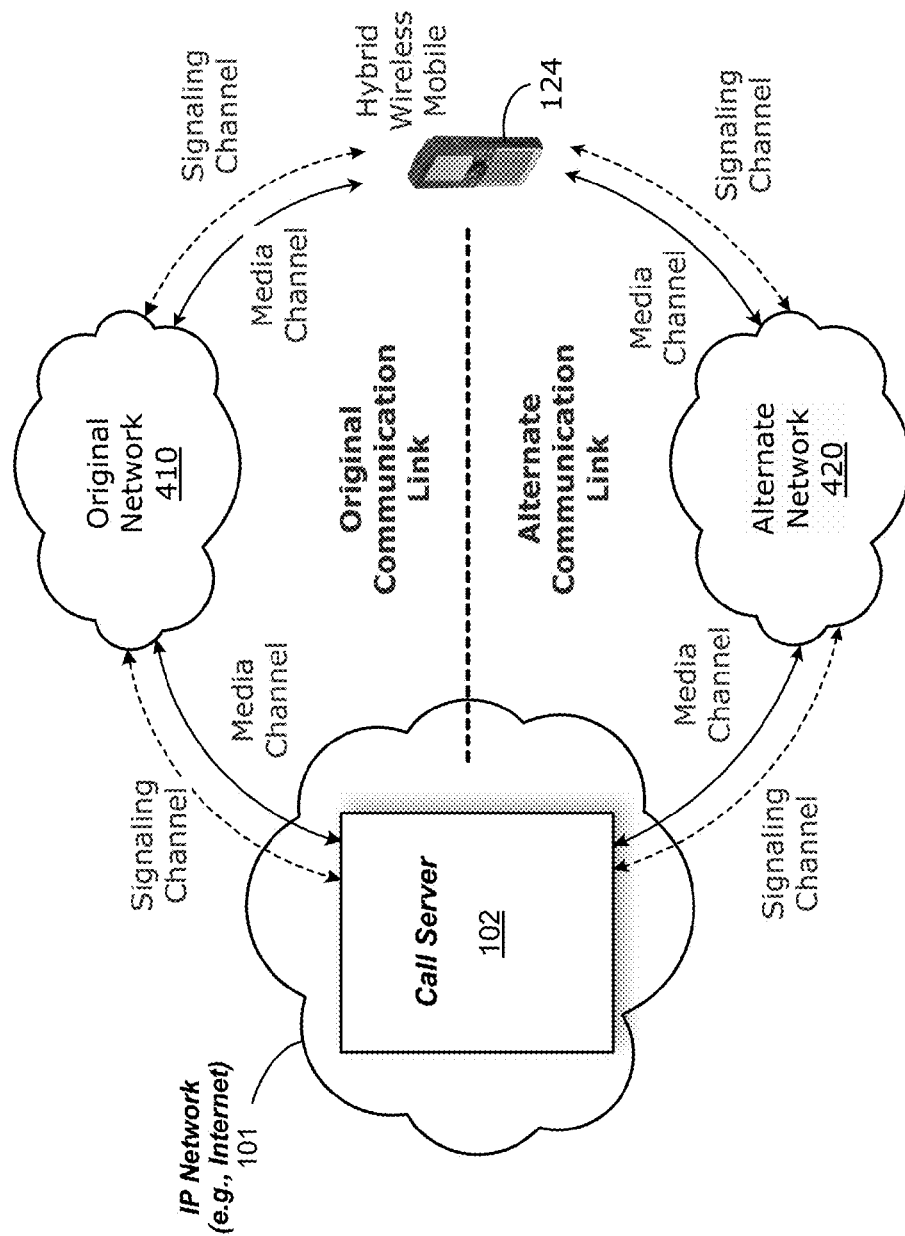 IP Network
(e.g., Internet)
101
Call Server
102
Signaling
Channel
Media
Channel
Original
Network
410
Signaling
Channel
Media
Channel
Hybrid
Wireless
Mobile
124
Original
Communication
Link
Alternate
Communication
Link
Media
Channel
Signaling
Channel
Alternate
Network
420
Media
Channel
Signaling
Channel